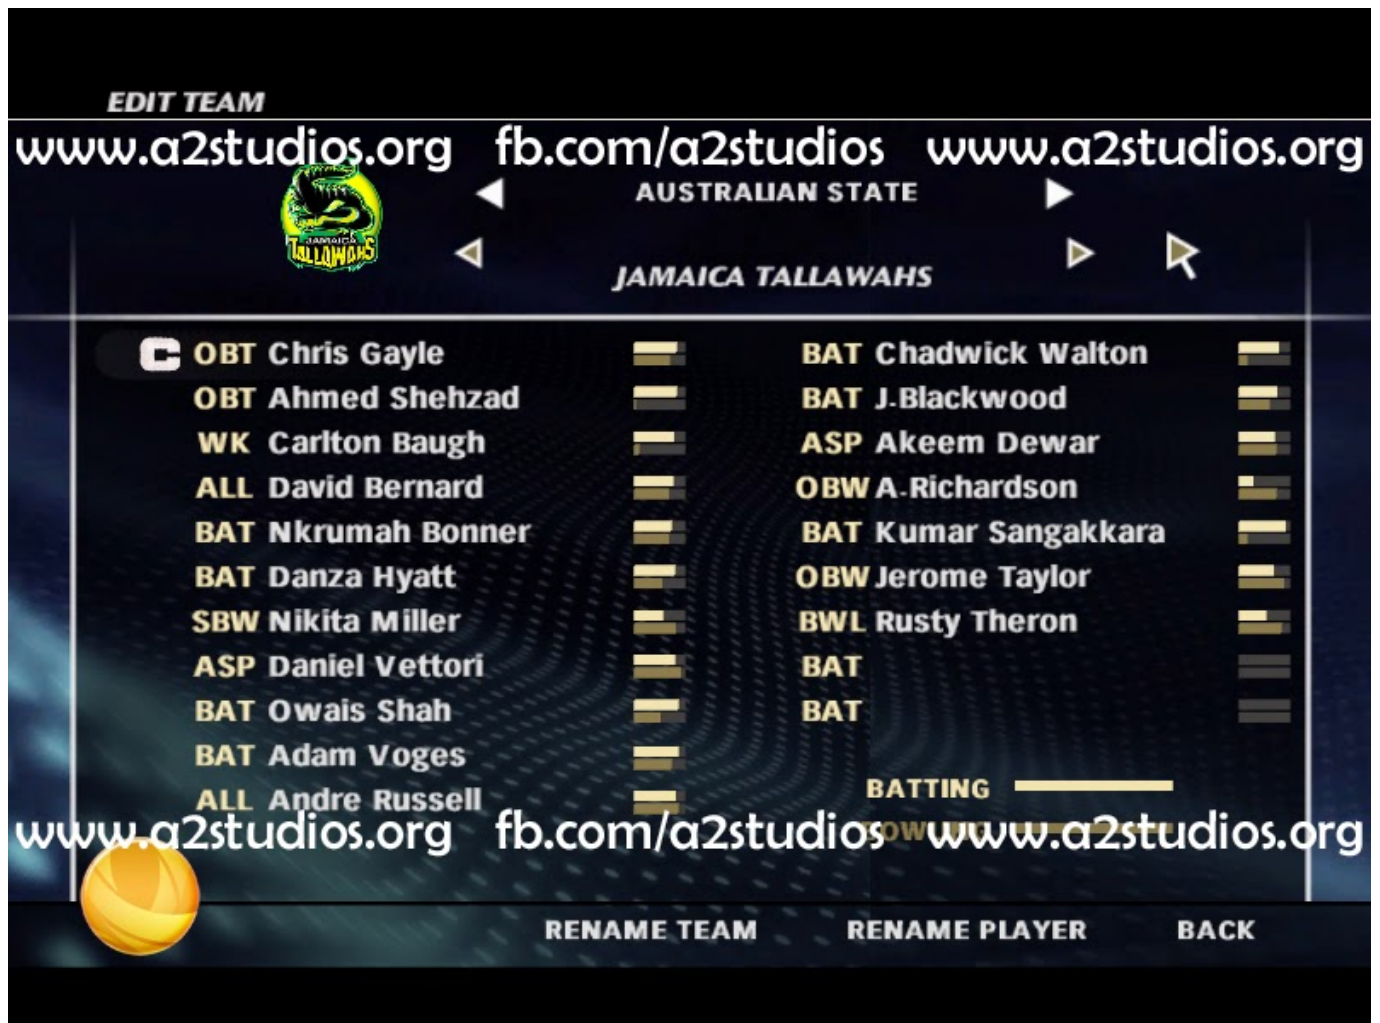 EDIT TEAM
www.a2studios.org fb.com/a2studios www.a2studios.org
JAMAICA
TALLAWAHS
AUSTRALIAN STATE
JAMAICA TALLAWAHS
C OBT Chris Gayle
OBT Ahmed Shehzad
WK Carlton Baugh
ALL David Bernard
BAT Nkrumah Bonner
BAT Danza Hyatt
SBW Nikita Miller
ASP Daniel Vettori
BAT Owais Shah
BAT Adam Voges
ALL Andre Russell
BAT Chadwick Walton
BAT J.Blackwood
ASP Akeem Dewar
OBW A.Richardson
BAT Kumar Sangakkara
OBW Jerome Taylor
BWL Rusty Theron
BAT
BAT
BATTING
www.a2studios.org fb.com/a2studios www.a2studios.org
RENAME TEAM RENAME PLAYER BACK